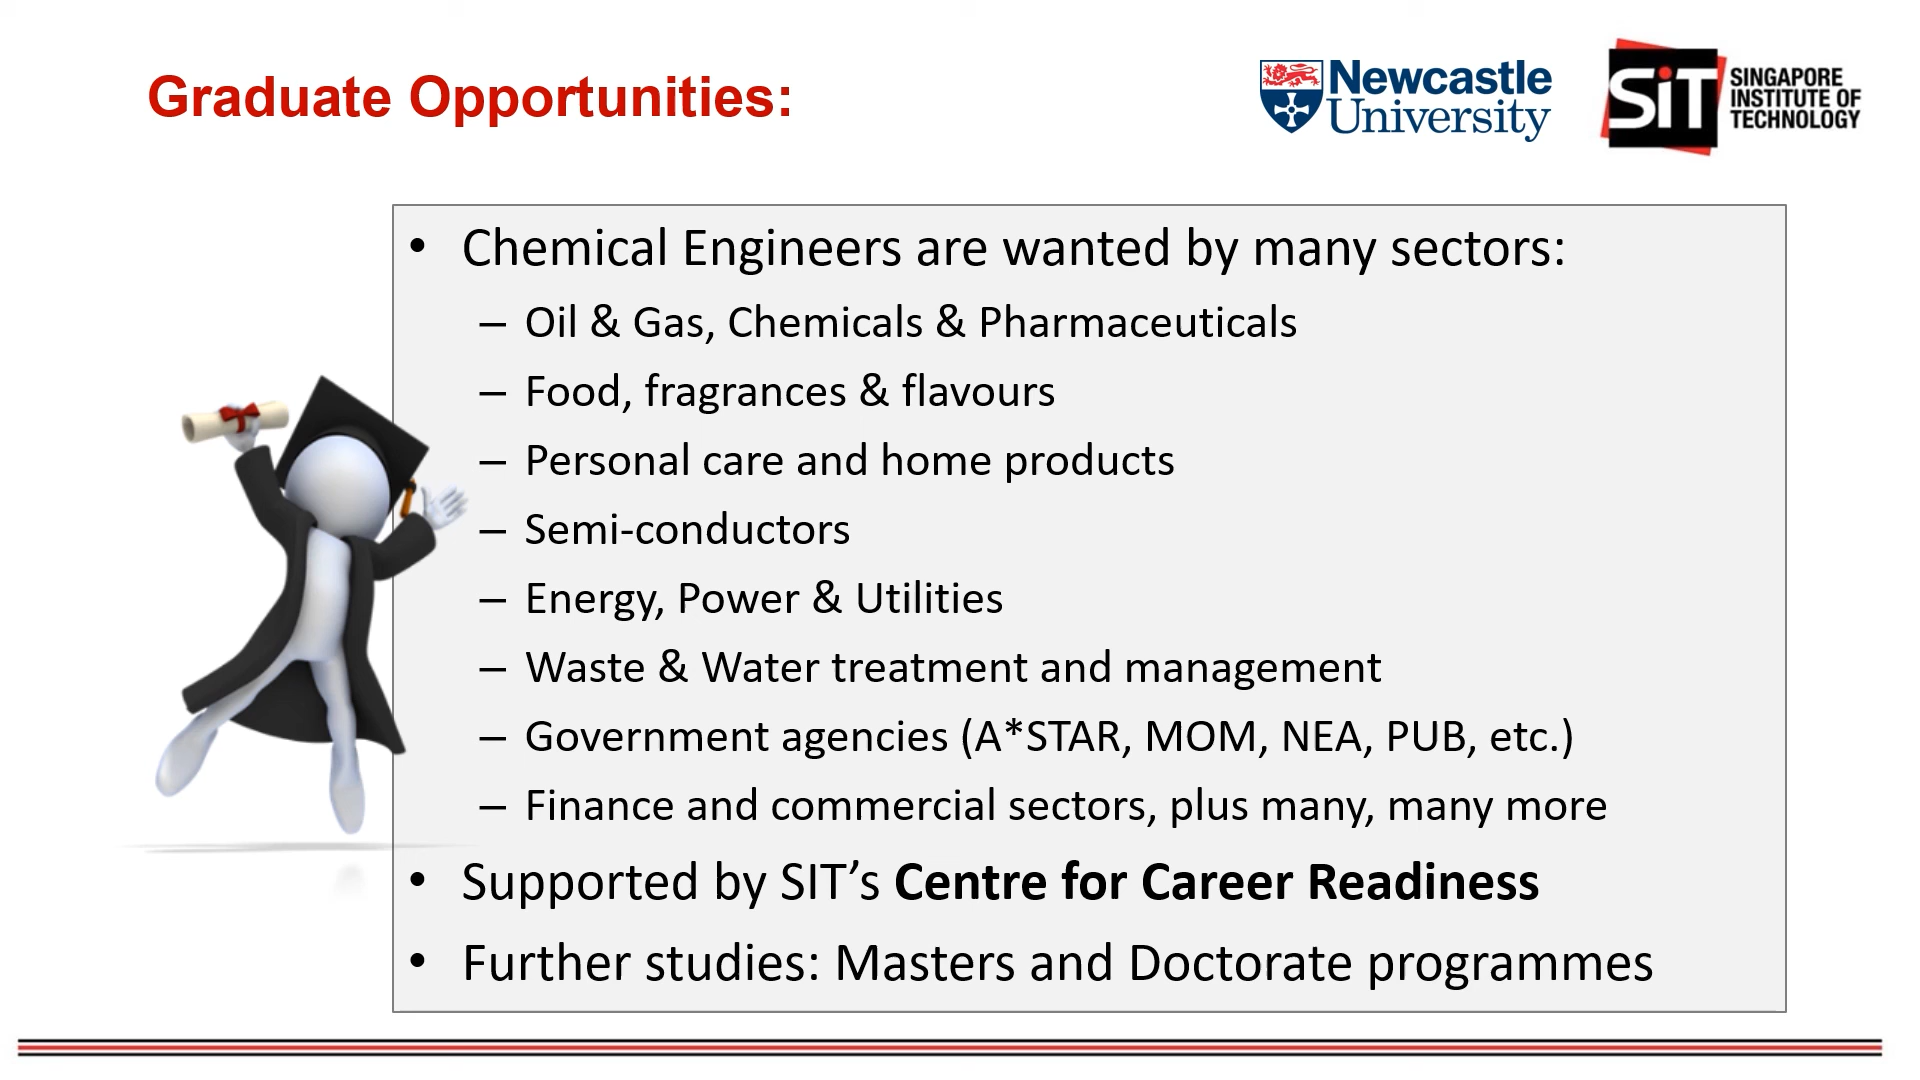 Graduate Opportunities:
Newcastle
University
SiT
SINGAPORE
INSTITUTE OF
TECHNOLOGY
• Chemical Engineers are wanted by many sectors:
– Oil & Gas, Chemicals & Pharmaceuticals
– Food, fragrances & flavours
– Personal care and home products
– Semi-conductors
– Energy, Power & Utilities
– Waste & Water treatment and management
– Government agencies (A*STAR, MOM, NEA, PUB, etc.)
– Finance and commercial sectors, plus many, many more
• Supported by SIT’s Centre for Career Readiness
• Further studies: Masters and Doctorate programmes